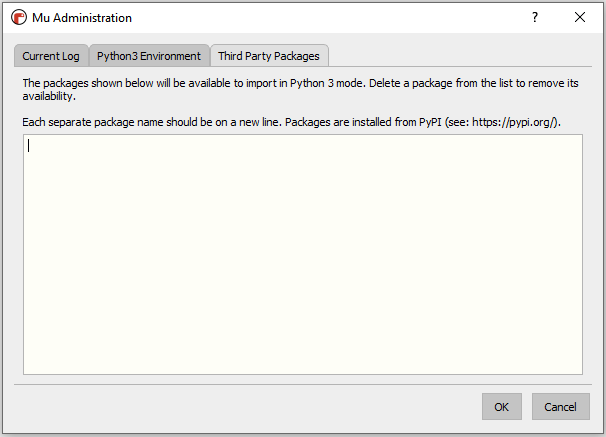 Mu Administration
?
Current Log
Python3 Environment
Third Party Packages
The packages shown below will be available to import in Python 3 mode. Delete a package from the list to remove its
availability.
Each separate package name should be on a new line. Packages are installed from PyPI (see: https://pypi.org/).
OK
Cancel